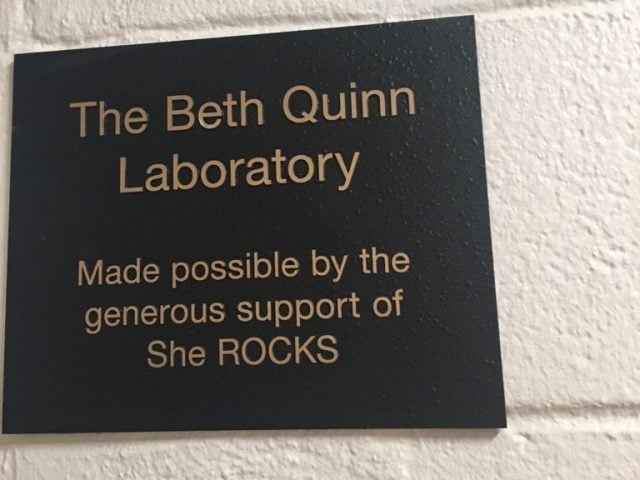 The Beth Quinn
Laboratory
Made possible by the
generous support of
She ROCKS